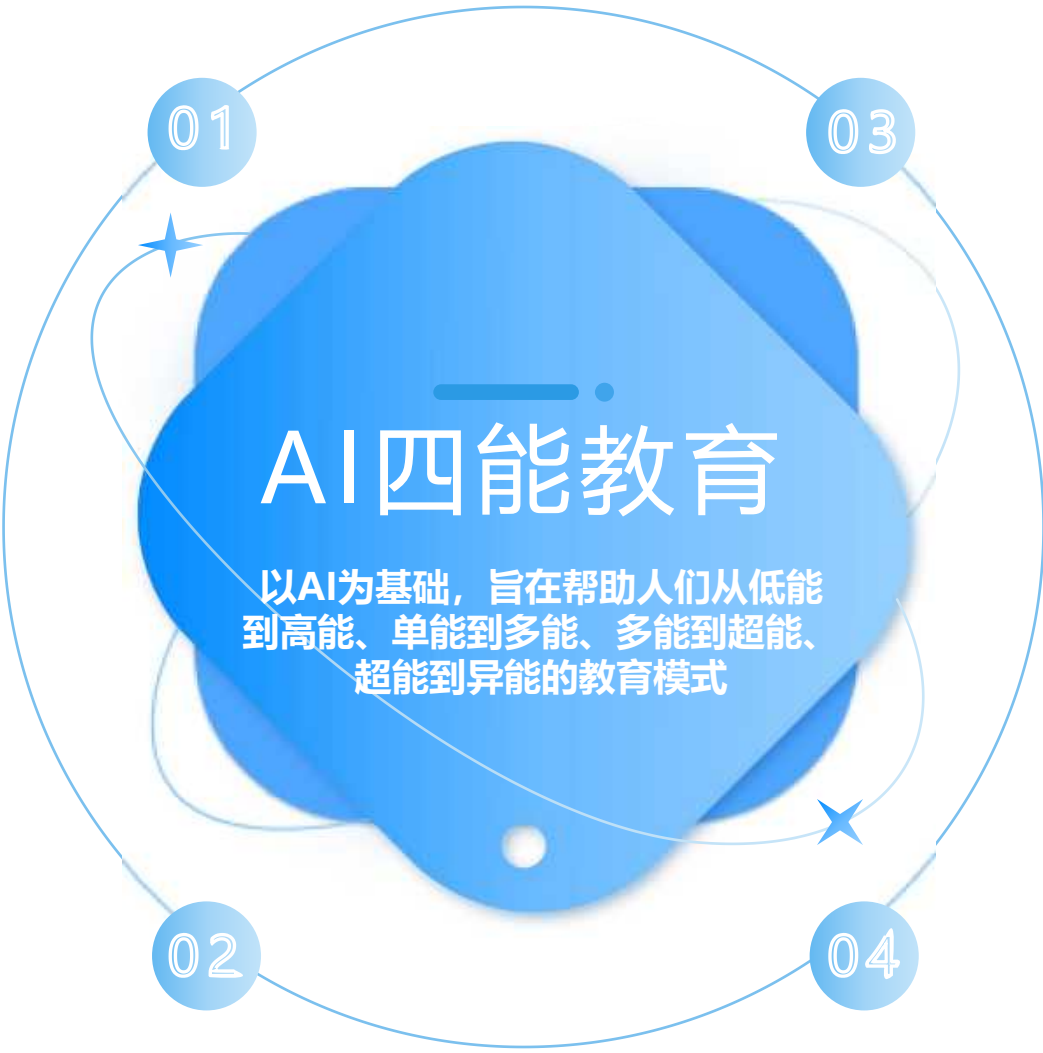 01
03
AI四能教育
以AI为基础，旨在帮助人们从低能
到高能、单能到多能、多能到超能、
超能到异能的教育模式
02
04